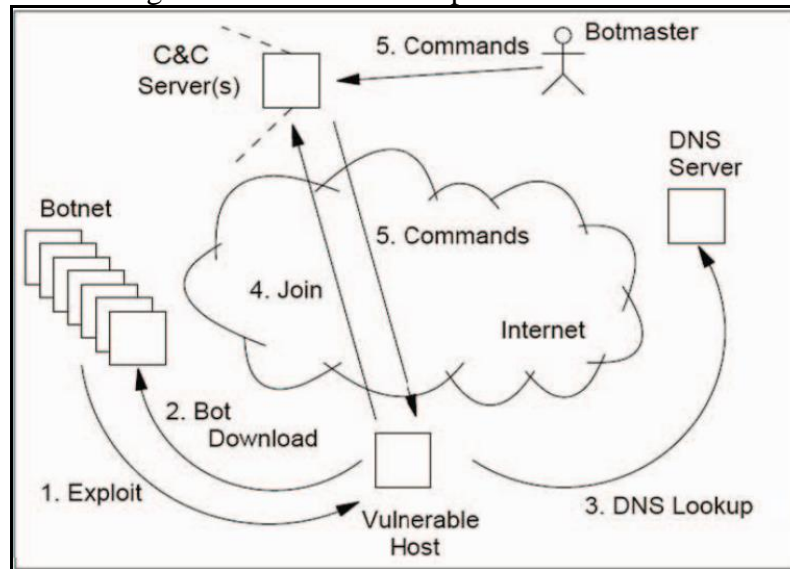 5. Commands
Botmaster
C&C
Server(s)
DNS
Server
Botnet
5. Commands
4. Join
Internet
2. Bot
Download
1. Exploit
3. DNS Lookup
Vulnerable
Host